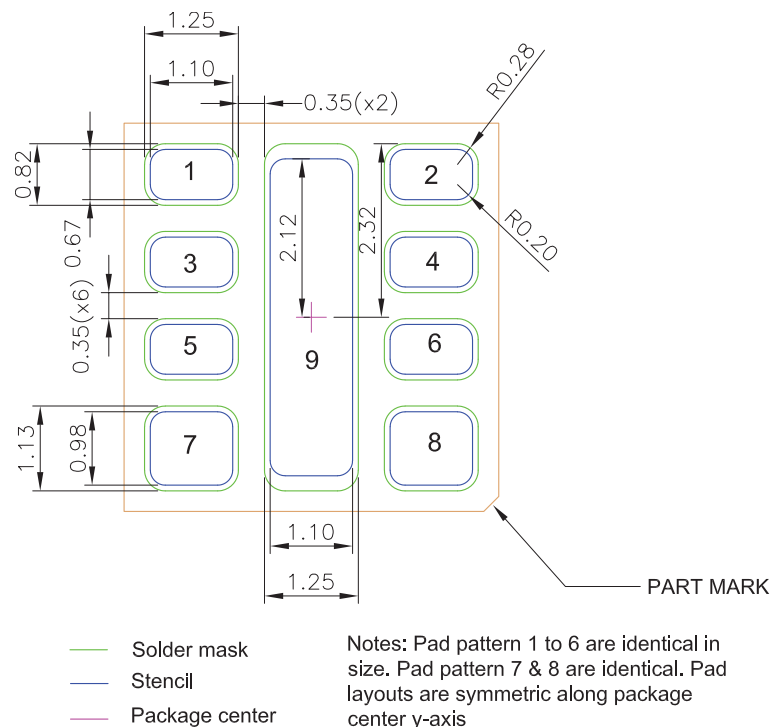 1.25
1.10
0.35(x2)
R0.28
0.82
1
2
0.67
2.12
2.32
R0.20
3
4
0.35(x6)
5
9
6
1.13
0.98
7
8
1.10
1.25
PART MARK
Solder mask
Stencil
Package center
Notes: Pad pattern 1 to 6 are identical in
size. Pad pattern 7 & 8 are identical. Pad
layouts are symmetric along package
center y-axis